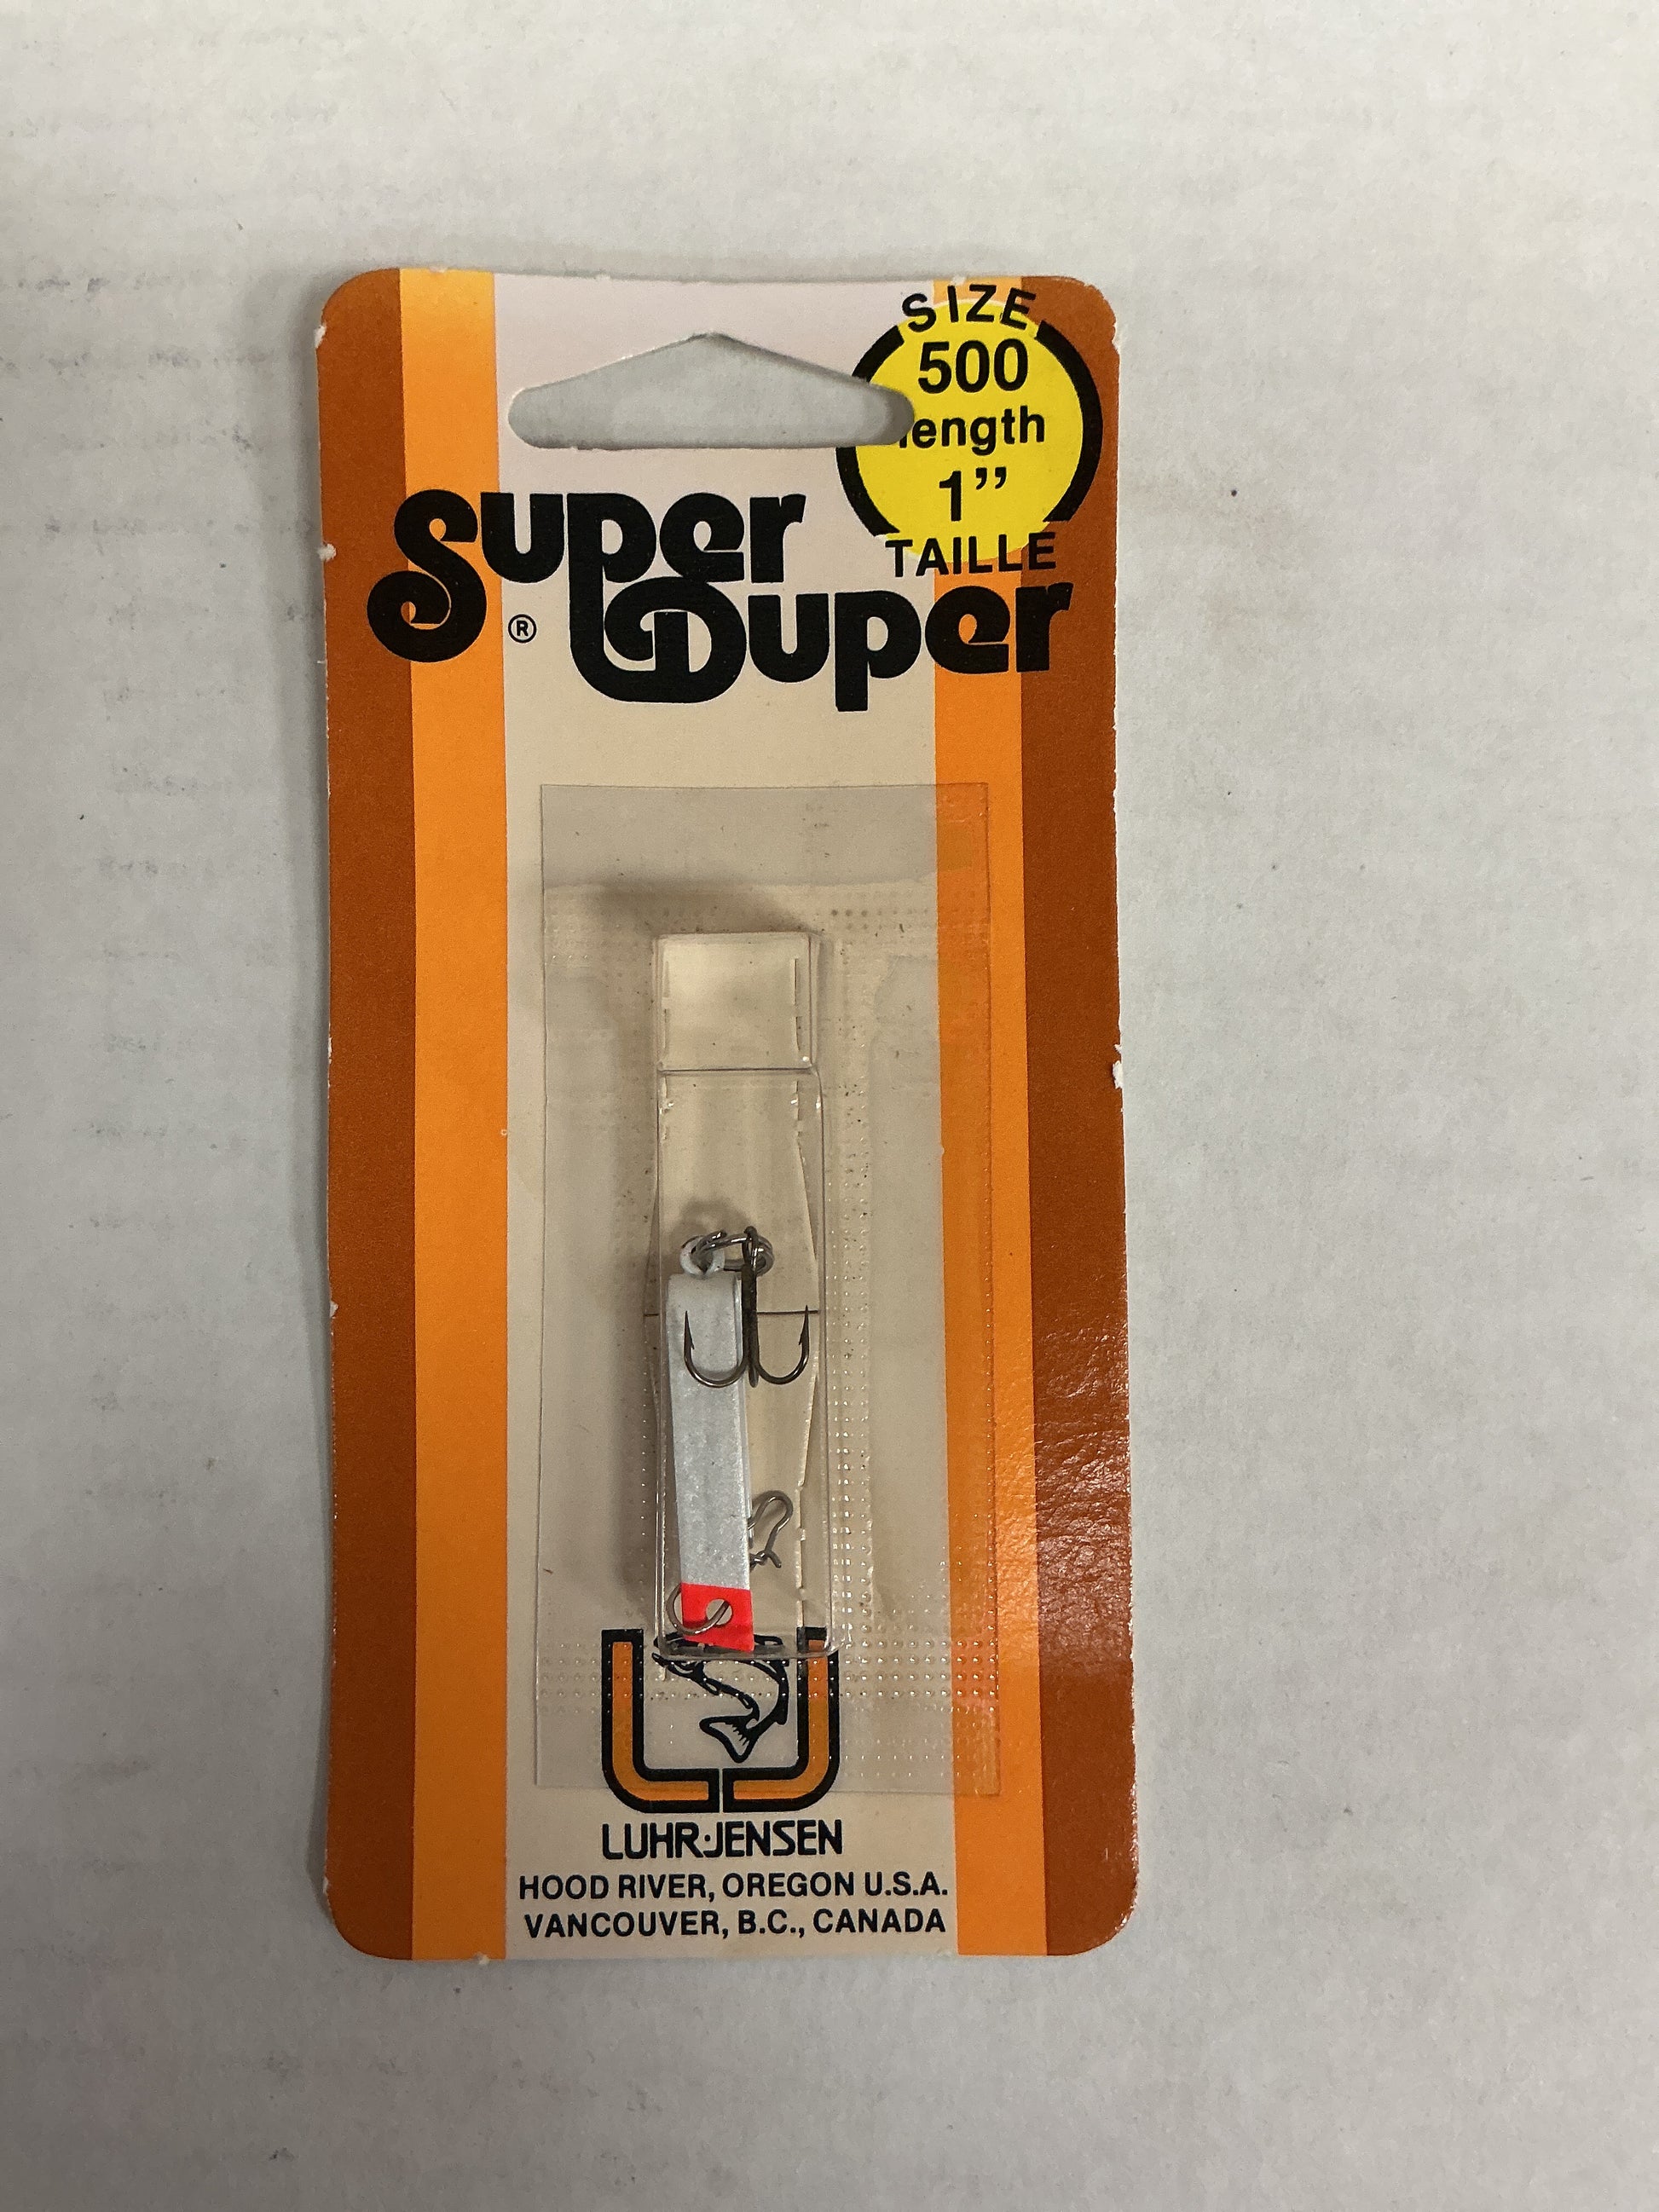 SIZE
500
length
1”
TAILLE
Super
Duper
®
LUHR·JENSEN
HOOD RIVER, OREGON U.S.A.
VANCOUVER, B.C., CANADA